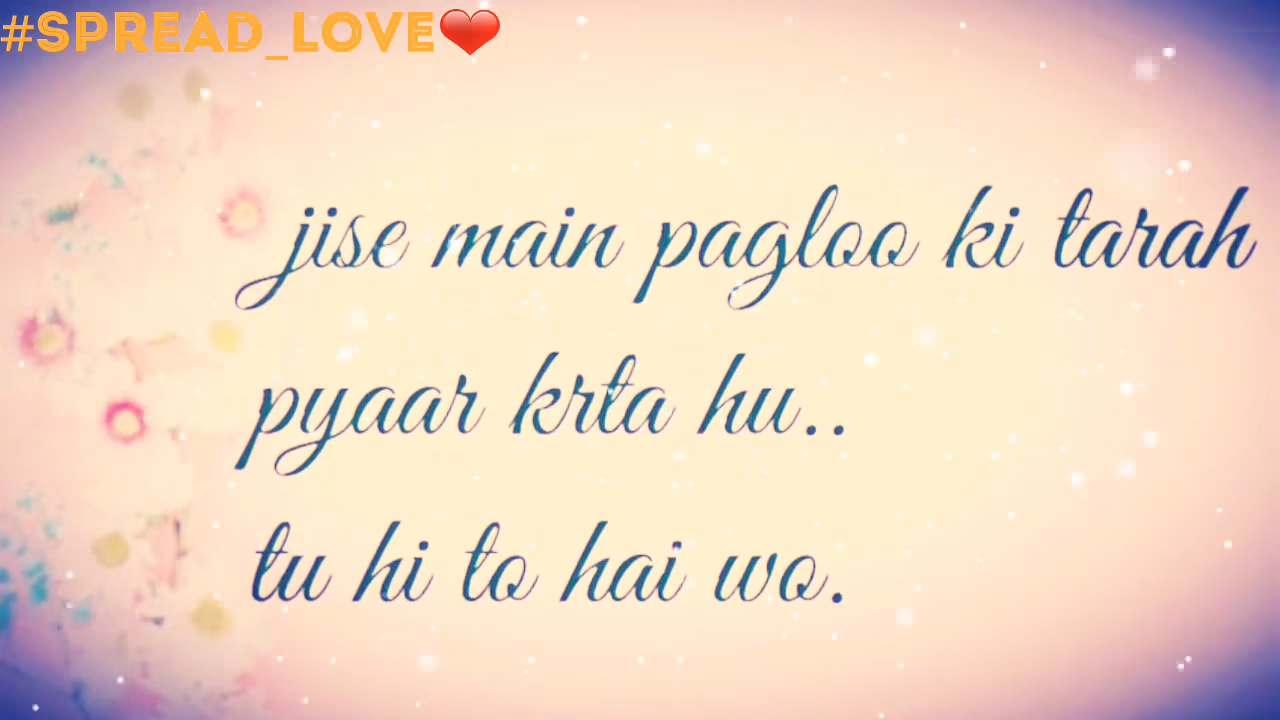 #SPREAD_LOVE❤
jise main pagloo ki tarah
pyaar krta hu..
tu hi to hai wo.